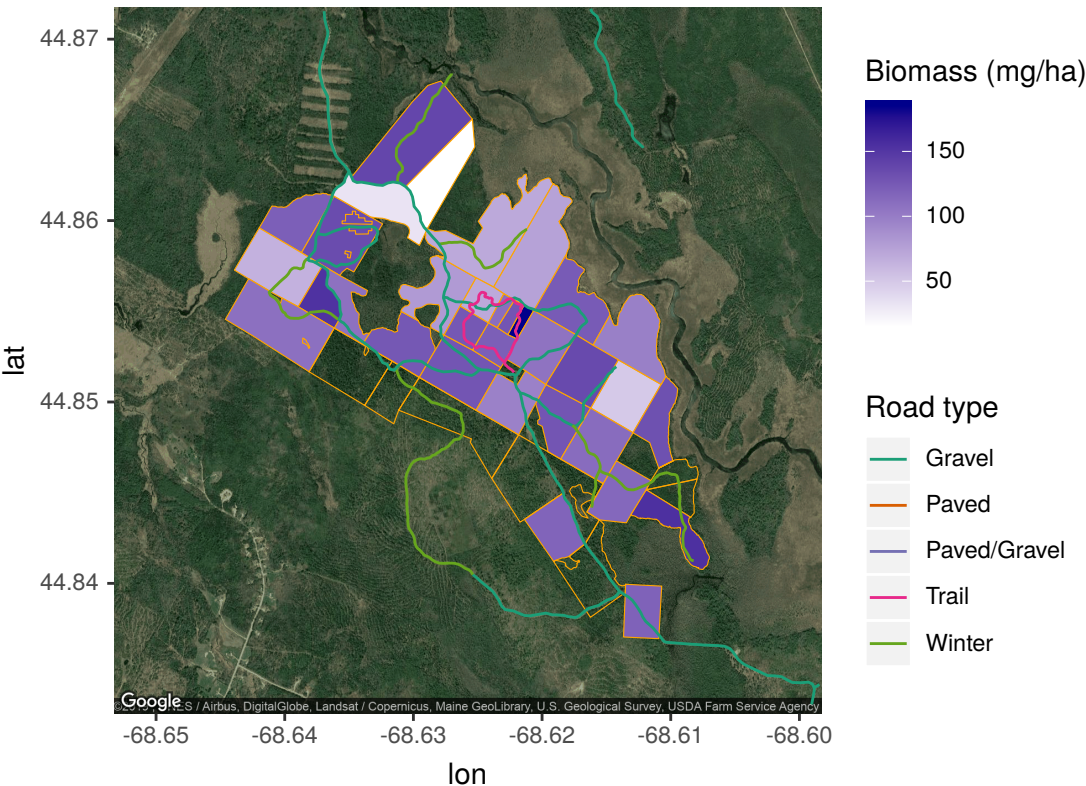 44.87
44.86
44.85
44.84
lat
-68.65
-68.64
-68.63
-68.62
-68.61
-68.60
lon
Google
/ Airbus, DigitalGlobe, Landsat / Copernicus, Maine GeoLibrary, U.S. Geological Survey, USDA Farm Service Agency
Biomass (mg/ha)
150
100
50
Road type
Gravel
Paved
Paved/Gravel
Trail
Winter